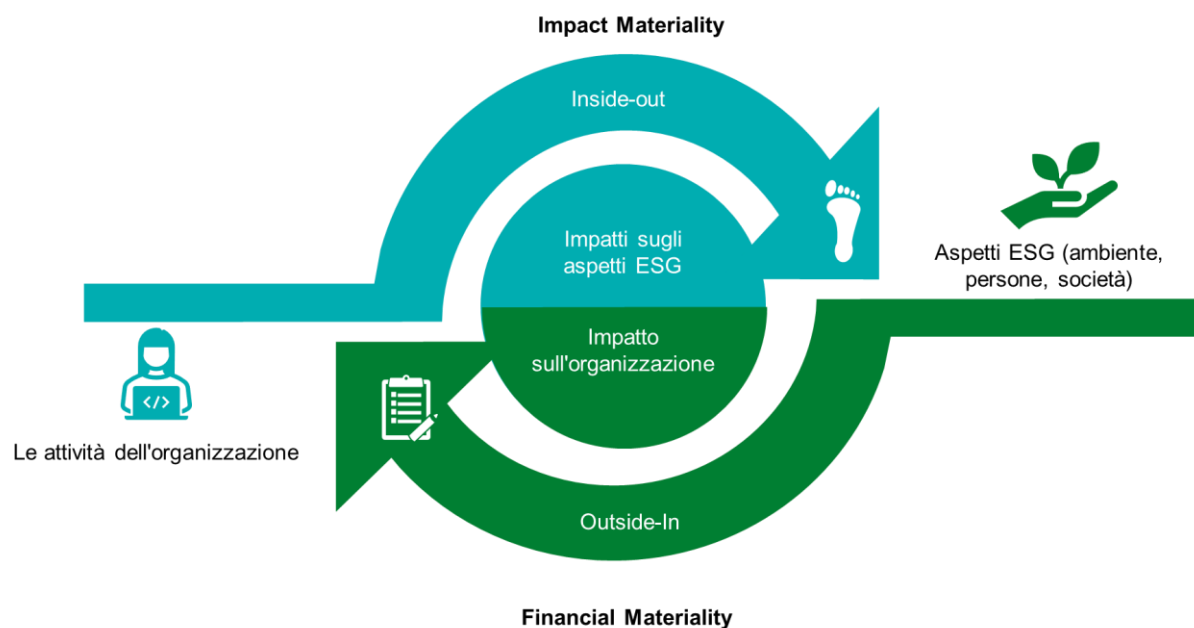 Impact Materiality
Inside-out
Impatti sugli
aspetti ESG
Aspetti ESG (ambiente,
persone, società)
Impatto
sull'organizzazione
</>
Le attività dell'organizzazione
Outside-In
Financial Materiality